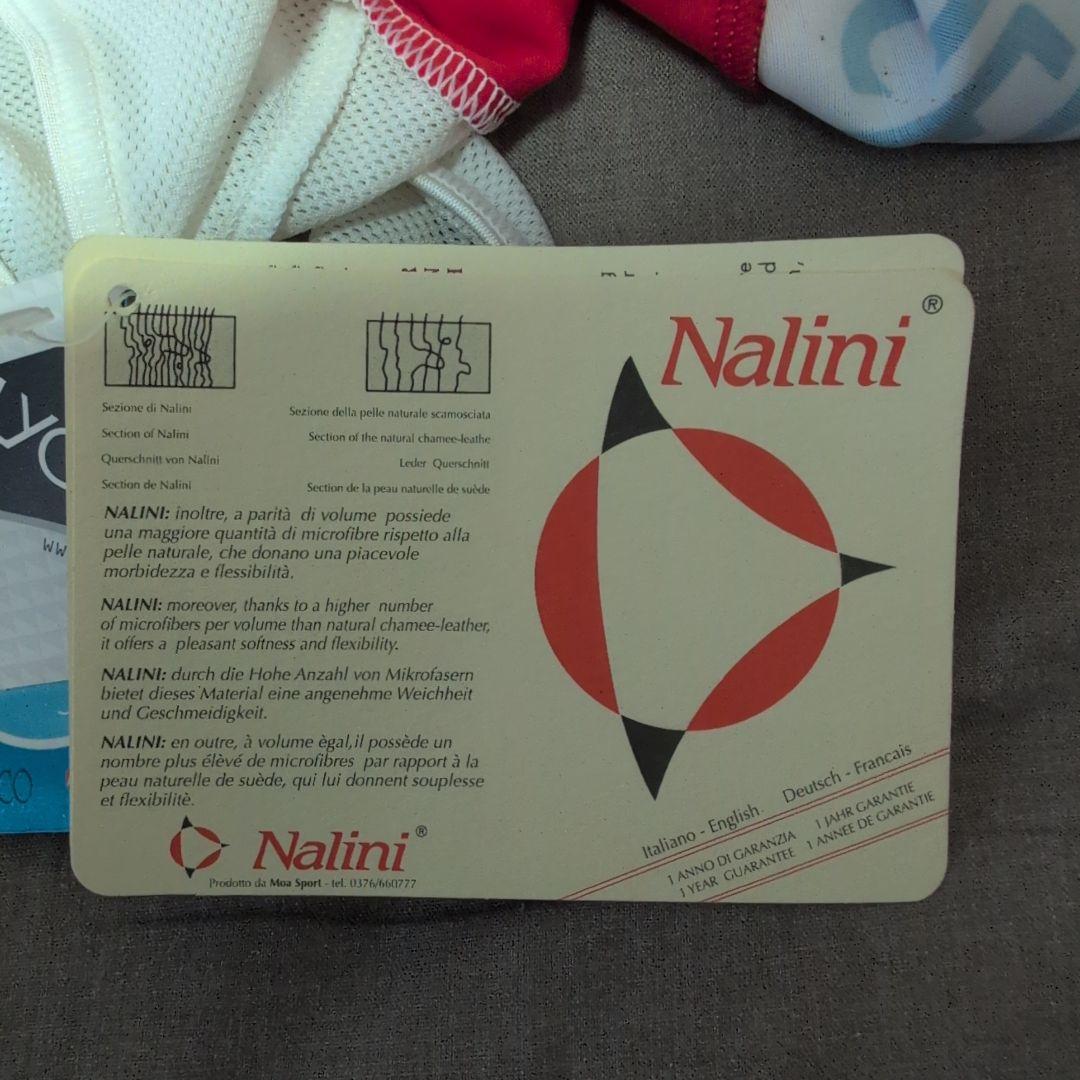 Nalini®
Sezione di Nalini
Section of Nalini
Querschnitt von Nalini
Section de Nalini
Sezione della pelle naturale scamosciata
Section of the natural chamee-leathe
Leder Querschnitt
Section de la peau naturelle de suède
NALINI: inoltre, a parità di volume possiede
una maggiore quantità di microfibre rispetto alla
pelle naturale, che donano una piacevole
morbidezza e flessibilità.
NALINI: moreover, thanks to a higher number
of microfibers per volume than natural chamee-leather,
it offers a pleasant softness and flexibility.
NALINI: durch die Hohe Anzahl von Mikrofasern
bietet dieses Material eine angenehme Weichheit
und Geschmeidigkeit.
NALINI: en outre, à volume ègal,il possède un
nombre plus élèvé de microfibres par rapport à la
peau naturelle de suède, qui lui donnent souplesse
et flexibilitè.
Nalini®
Prodotto da Moa Sport - tel. 0376/660777
Italiano - English - Deutsch - Francais
1 ANNO DI GARANZIA 1 JAHR GARANTIE
1 YEAR GUARANTEE 1 ANNEE DE GARANTIE